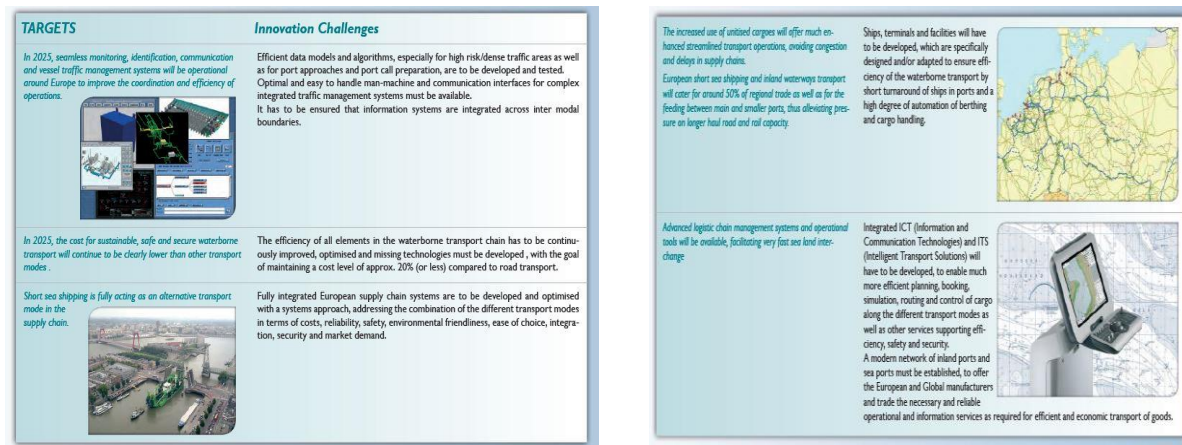 TARGETS
Innovation Challenges
In 2025, seamless monitoring, identification, communication
and vessel traffic management systems will be operational
around Europe to improve the coordination and efficiency of
operations.
Efficient data models and algorithms, especially for high risk/dense traffic areas as well
as for port approaches and port call preparation, are to be developed and tested.
Optimal and easy to handle man-machine and communication interfaces for complex
integrated traffic management systems must be available.
It has to be ensured that information systems are integrated across inter modal
boundaries.
In 2025, the cost for sustainable, safe and secure waterborne
transport will continue to be clearly lower than other transport
modes .
The efficiency of all elements in the waterborne transport chain has to be continu-
ously improved, optimised and missing technologies must be developed , with the goal
of maintaining a cost level of approx. 20% (or less) compared to road transport.
Short sea shipping is fully acting as an alternative transport
mode in the
supply chain.
Fully integrated European supply chain systems are to be developed and optimised
with a systems approach, addressing the combination of the different transport modes
in terms of costs, reliability, safety, environmental friendliness, ease of choice, integra-
tion, security and market demand.
The increased use of unitised cargoes will offer much en-
hanced streamlined transport operations, avoiding congestion
and delays in supply chains.
European short sea shipping and inland waterways transport
will cater for around 50% of regional trade as well as for the
feeding between main and smaller ports, thus alleviating pres-
sure on longer haul road and rail capacity.
Ships, terminals and facilities will have
to be developed, which are specifically
designed and/or adapted to ensure effi-
ciency of the waterborne transport by
short turnaround of ships in ports and a
high degree of automation of berthing
and cargo handling.
Advanced logistic chain management systems and operational
tools will be available, facilitating very fast sea land inter-
change
Integrated ICT (Information and
Communication Technologies) and ITS
(Intelligent Transport Solutions) will
have to be developed, to enable much
more efficient planning, booking,
simulation, routing and control of cargo
along the different transport modes as
well as other services supporting effi-
ciency, safety and security.
A modern network of inland ports and
sea ports must be established, to offer
the European and Global manufacturers
and trade the necessary and reliable
operational and information services as required for efficient and economic transport of goods.